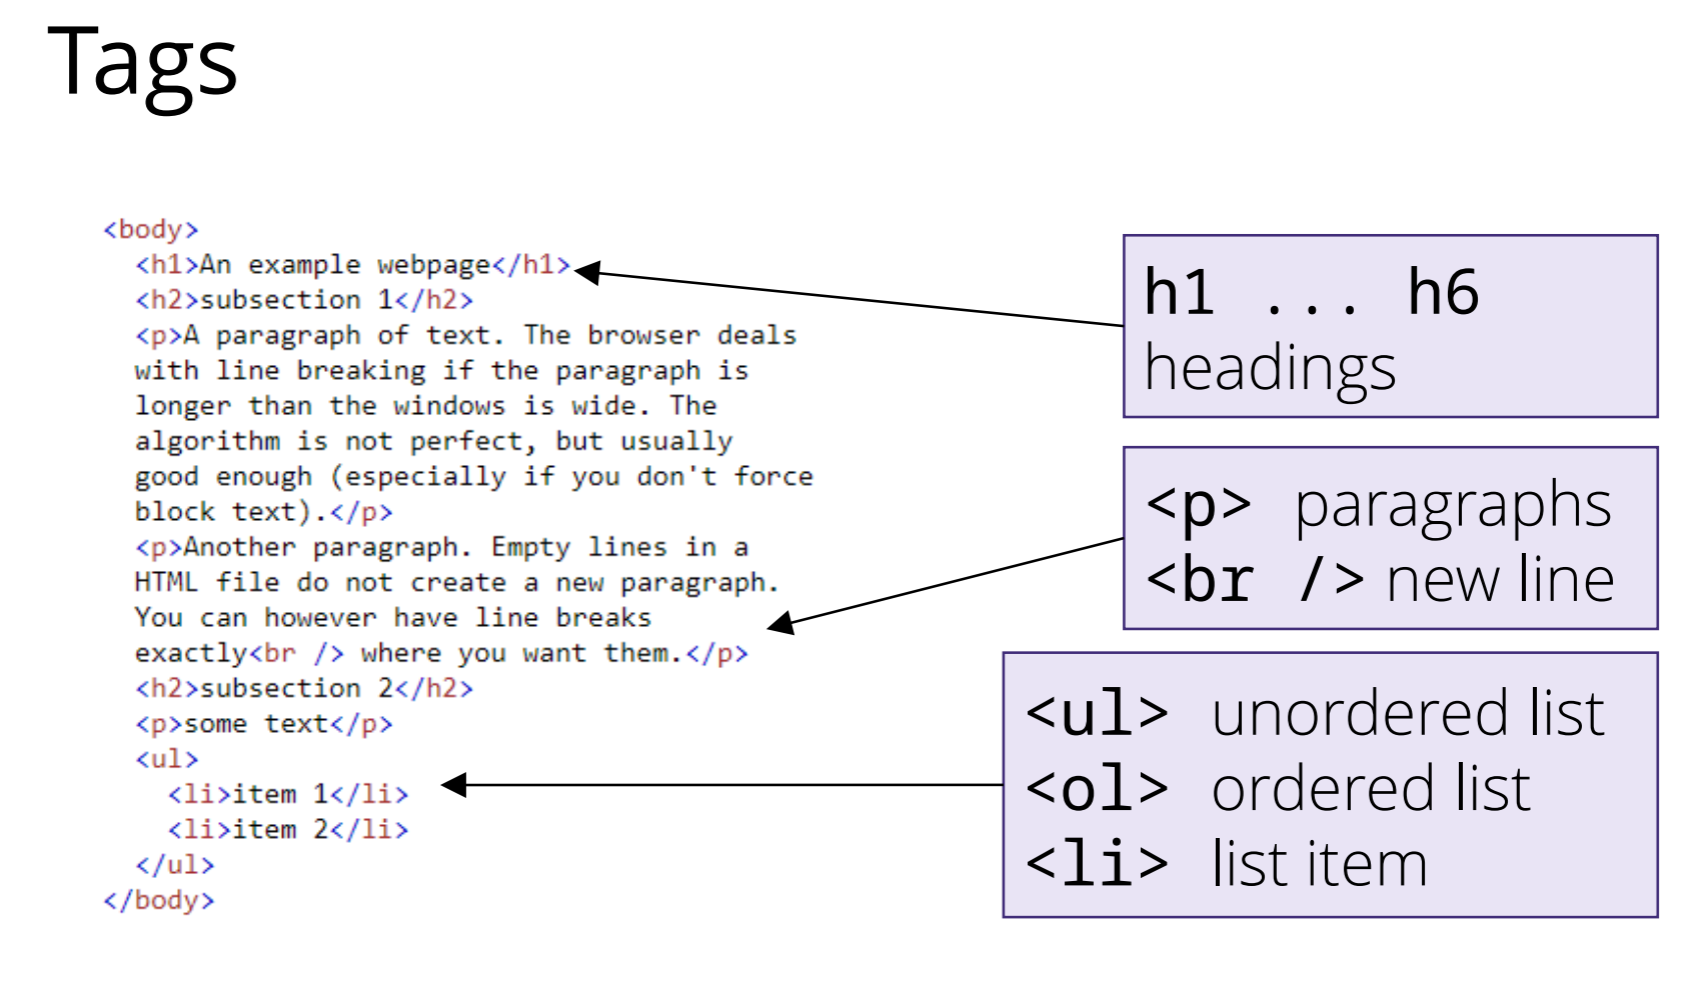 Tags
<body>
<h1>An example webpage</h1>
<h2>subsection 1</h2>
<p>A paragraph of text. The browser deals
with line breaking if the paragraph is
longer than the windows is wide. The
algorithm is not perfect, but usually
good enough (especially if you don't force
block text).</p>
<p>Another paragraph. Empty lines in a
HTML file do not create a new paragraph.
You can however have line breaks
exactly<br /> where you want them.</p>
<h2>subsection 2</h2>
<p>some text</p>
<ul>
<li>item 1</li>
<li>item 2</li>
</ul>
</body>
h1 ... h6
headings
<p> paragraphs
<br /> new line
<ul> unordered list
<ol> ordered list
<li> list item